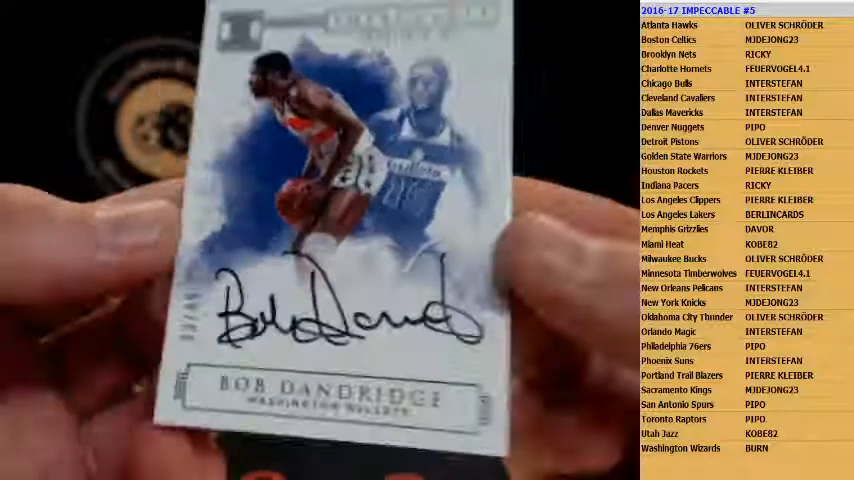 BOB DANDRIDGE
WASHINGTON BULLETS
2016-17 IMPECCABLE #5
Atlanta Hawks OLIVER SCHRÖDER
Boston Celtics MJDEJONG23
Brooklyn Nets RICKY
Charlotte Hornets FEUERVOGEL4.1
Chicago Bulls INTERSTEFAN
Cleveland Cavaliers INTERSTEFAN
Dallas Mavericks INTERSTEFAN
Denver Nuggets PIPO
Detroit Pistons OLIVER SCHRÖDER
Golden State Warriors MJDEJONG23
Houston Rockets PIERRE KLEIBER
Indiana Pacers RICKY
Los Angeles Clippers PIERRE KLEIBER
Los Angeles Lakers BERLINCARDS
Memphis Grizzlies DAVOR
Miami Heat KOBE82
Milwaukee Bucks OLIVER SCHRÖDER
Minnesota Timberwolves FEUERVOGEL4.1
New Orleans Pelicans INTERSTEFAN
New York Knicks MJDEJONG23
Oklahoma City Thunder OLIVER SCHRÖDER
Orlando Magic INTERSTEFAN
Philadelphia 76ers PIPO
Phoenix Suns INTERSTEFAN
Portland Trail Blazers PIERRE KLEIBER
Sacramento Kings MJDEJONG23
San Antonio Spurs PIPO
Toronto Raptors PIPO
Utah Jazz KOBE82
Washington Wizards BURN